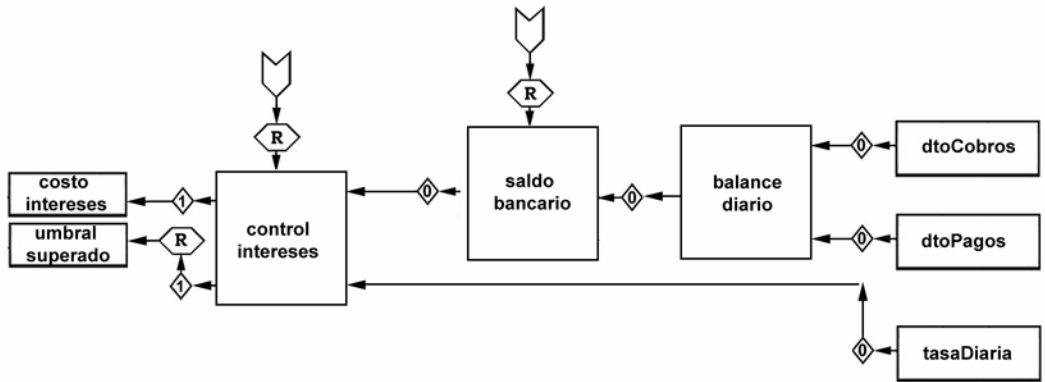 R
R
dtoCobros
0
saldo
bancario
balance
diario
0
0
costo
intereses
1
control
intereses
umbral
superado
R
1
0
dtoPagos
0
tasaDiaria